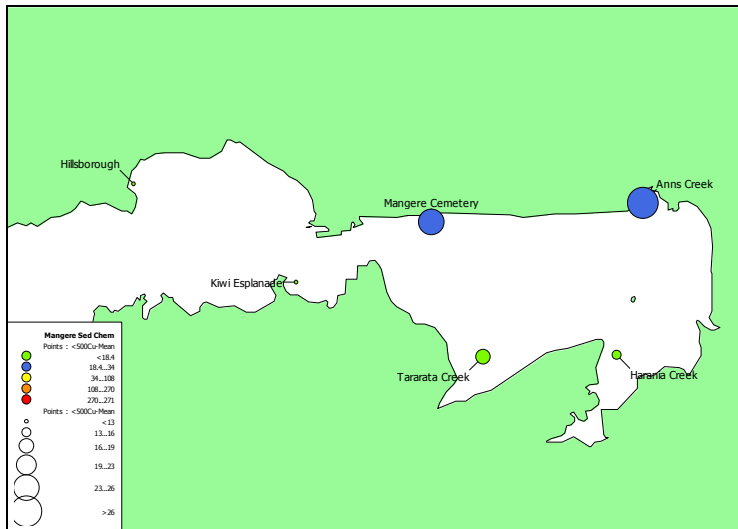 Hillsborough
Anns Creek
Mangere Cemetery
Kiwi Esplanade
Tararata Creek
Harania Creek
Mangere Sed Chem
Points : <500Cu-Mean
<18.4
18.4...34
34...108
108...270
270...271
Points : <500Cu-Mean
<13
13...16
16...19
19...23
23...26
>26